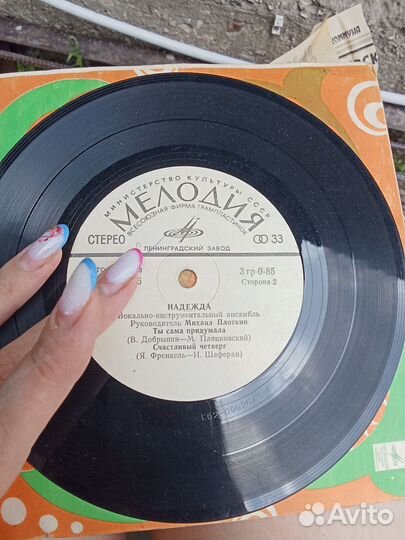 КОММУНА
МИНИСТЕРСТВО КУЛЬТУРЫ СССР
МЕЛОДИЯ
ВСЕСОЮЗНАЯ ФИРМА ГРАМПЛАСТИНОК
СТЕРЕО
33
ЛЕНИНГРАДСКИЙ ЗАВОД
3 гр 0-85
Сторона 2
НАДЕЖДА
Вокально-инструментальный ансамбль
Руководитель Михаил Плоткин
Ты сама придумала
(В. Добрынин—М. Пляцковский)
Счастливый четверг
(Я. Френкель—И. Шаферан)
Avito